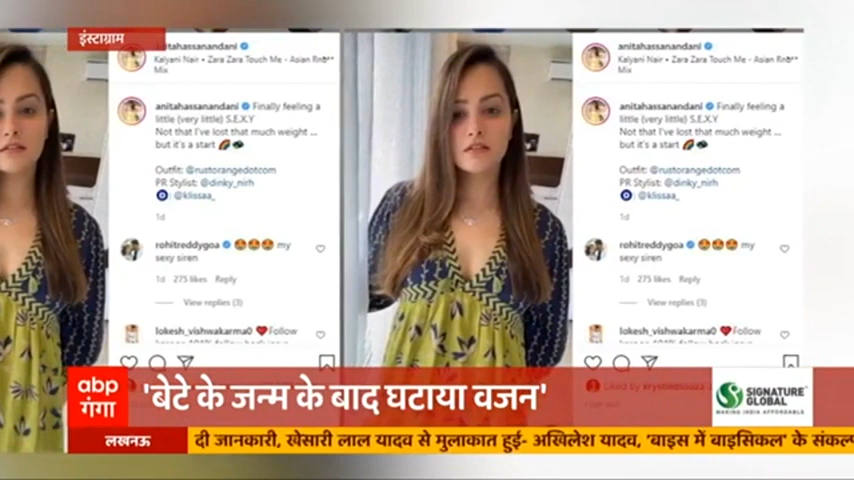 इंस्टाग्राम
anitahassanandani
Kalyani Nair • Zara Zara Touch Me - Asian RnB
Mix
anitahassanandani Finally feeling a
little (very little) S.E.X.Y
Not that I've lost that much weight ...
but it's a start
Outfit: @rustorangedotcom
PR Stylist: @dinky_nirh
: @klissaa_
1d
rohitreddygoa my
sexy siren
1d 275 likes Reply
View replies (3)
lokesh_vishwakarma0 Follow
anitahassanandani
Kalyani Nair • Zara Zara Touch Me - Asian RnB
Mix
anitahassanandani Finally feeling a
little (very little) S.E.X.Y
Not that I've lost that much weight ...
but it's a start
Outfit: @rustorangedotcom
PR Stylist: @dinky_nirh
: @klissaa_
1d
rohitreddygoa my
sexy siren
1d 275 likes Reply
View replies (3)
lokesh_vishwakarma0 Follow
Liked by
abp
गंगा
'बेटे के जन्म के बाद घटाया वजन'
SIGNATURE
GLOBAL
MAKING INDIA AFFORDABLE
लखनऊ
दी जानकारी, खेसारी लाल यादव से मुलाकात हुई- अखिलेश यादव, 'बाइस में बाइसिकल' के संकल्प